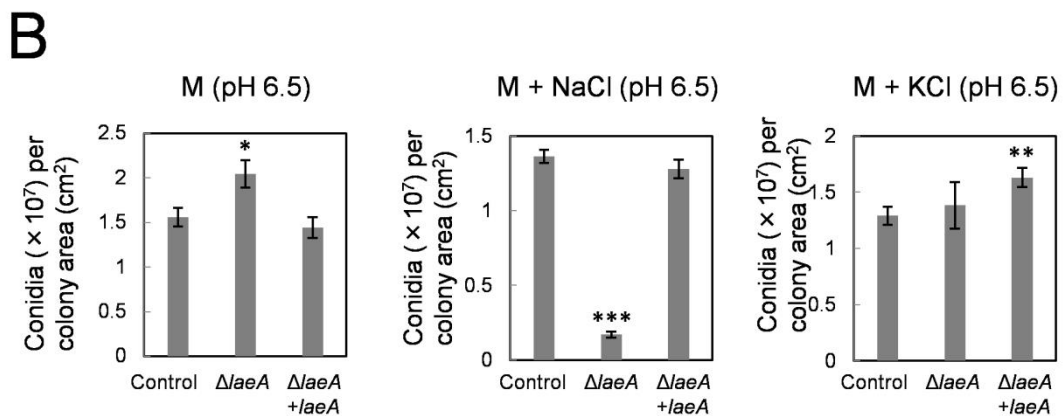 B
M (pH 6.5)
Conidia (×10⁷) per
colony area (cm²)
2.5
2
1.5
1
0.5
0
*
Control
ΔlaeA
ΔlaeA
+laeA
M + NaCl (pH 6.5)
Conidia (×10⁷) per
colony area (cm²)
1.5
1
0.5
0
***
Control
ΔlaeA
ΔlaeA
+laeA
M + KCl (pH 6.5)
Conidia (×10⁷) per
colony area (cm²)
2
1.5
1
0.5
0
**
Control
ΔlaeA
ΔlaeA
+laeA